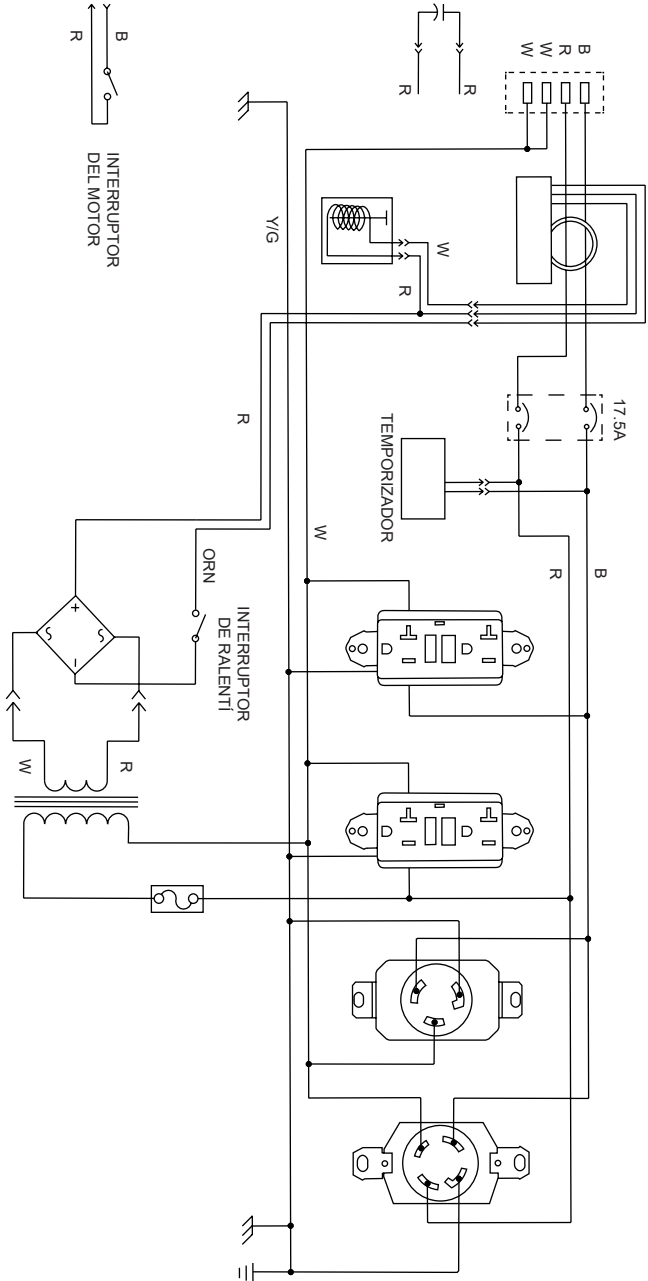 B
R
INTERRUPTOR
DEL MOTOR
R
R
W
W
R
B
Y/G
W
R
17.5A
TEMPORIZADOR
R
W
B
R
ORN
INTERRUPTOR
DE RALENTÍ
+
−
R
W